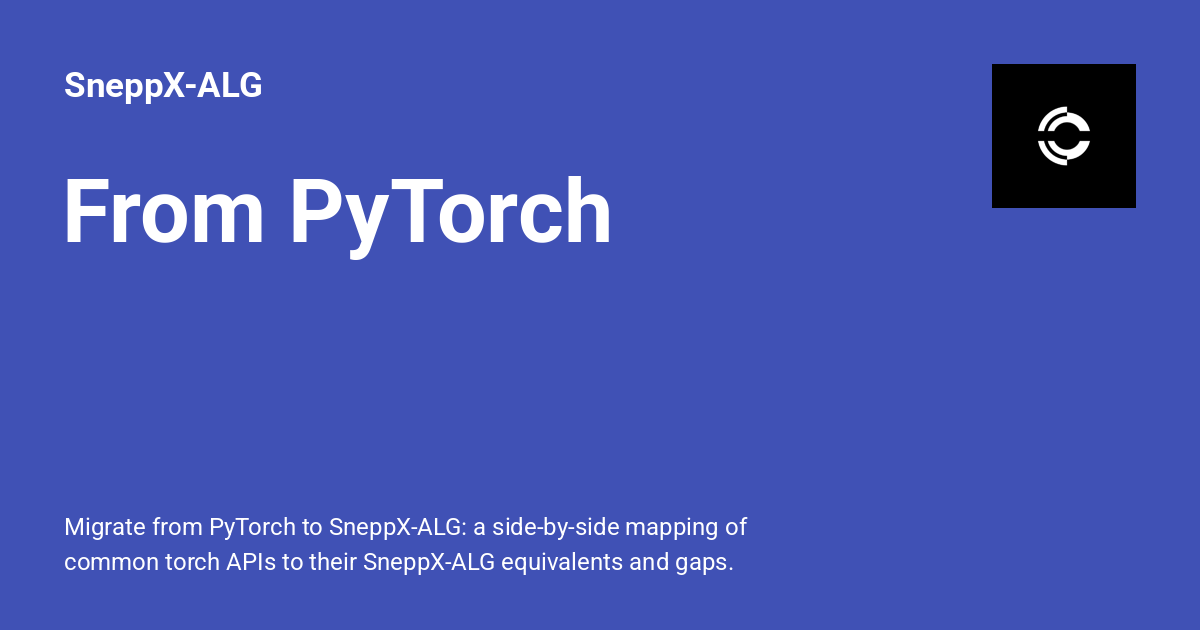 SneppX-ALG
From PyTorch
Migrate from PyTorch to SneppX-ALG: a side-by-side mapping of
common torch APIs to their SneppX-ALG equivalents and gaps.